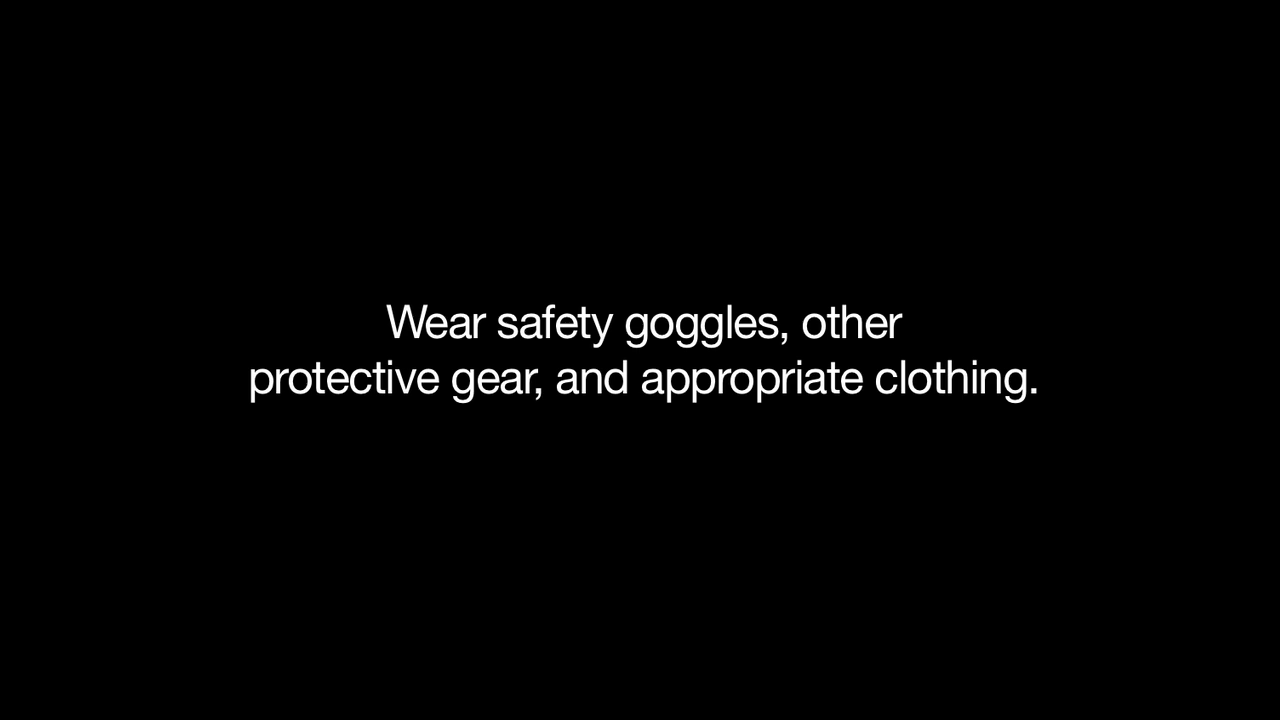 Wear safety goggles, other
protective gear, and appropriate clothing.